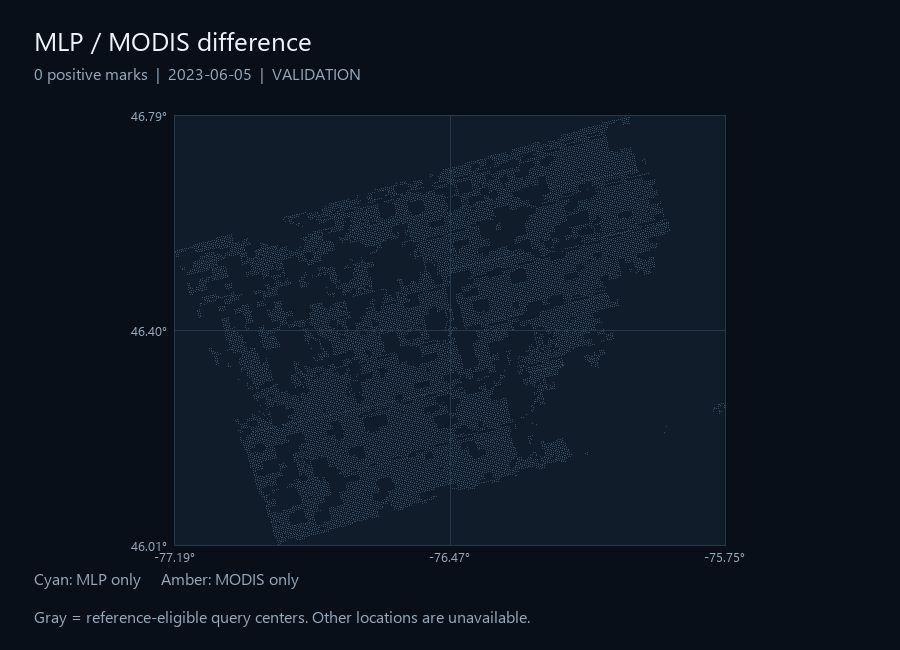 MLP / MODIS difference
0 positive marks | 2023-06-05 | VALIDATION
46.79°
46.40°
46.01°
-77.19° -76.47° -75.75°
Cyan: MLP only Amber: MODIS only
Gray = reference-eligible query centers. Other locations are unavailable.